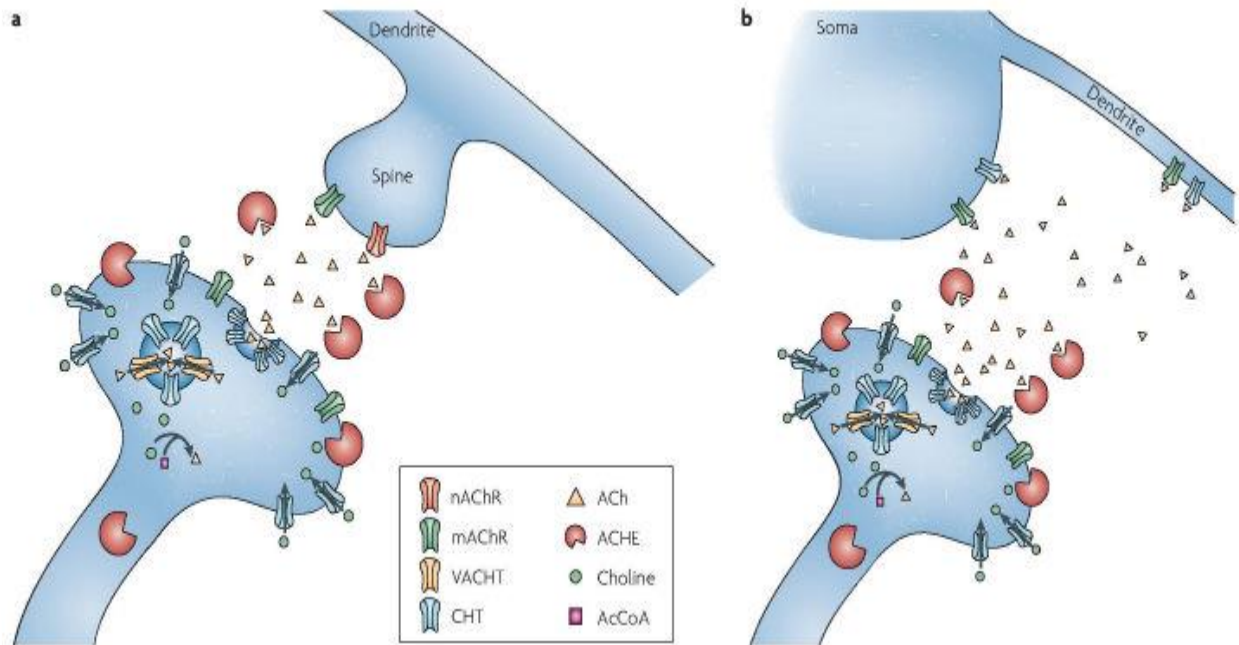 a
Dendrite
Spine
b
Soma
Dendrite
nAChR
mAChR
VACHT
CHT
ACh
ACHE
Choline
AcCoA